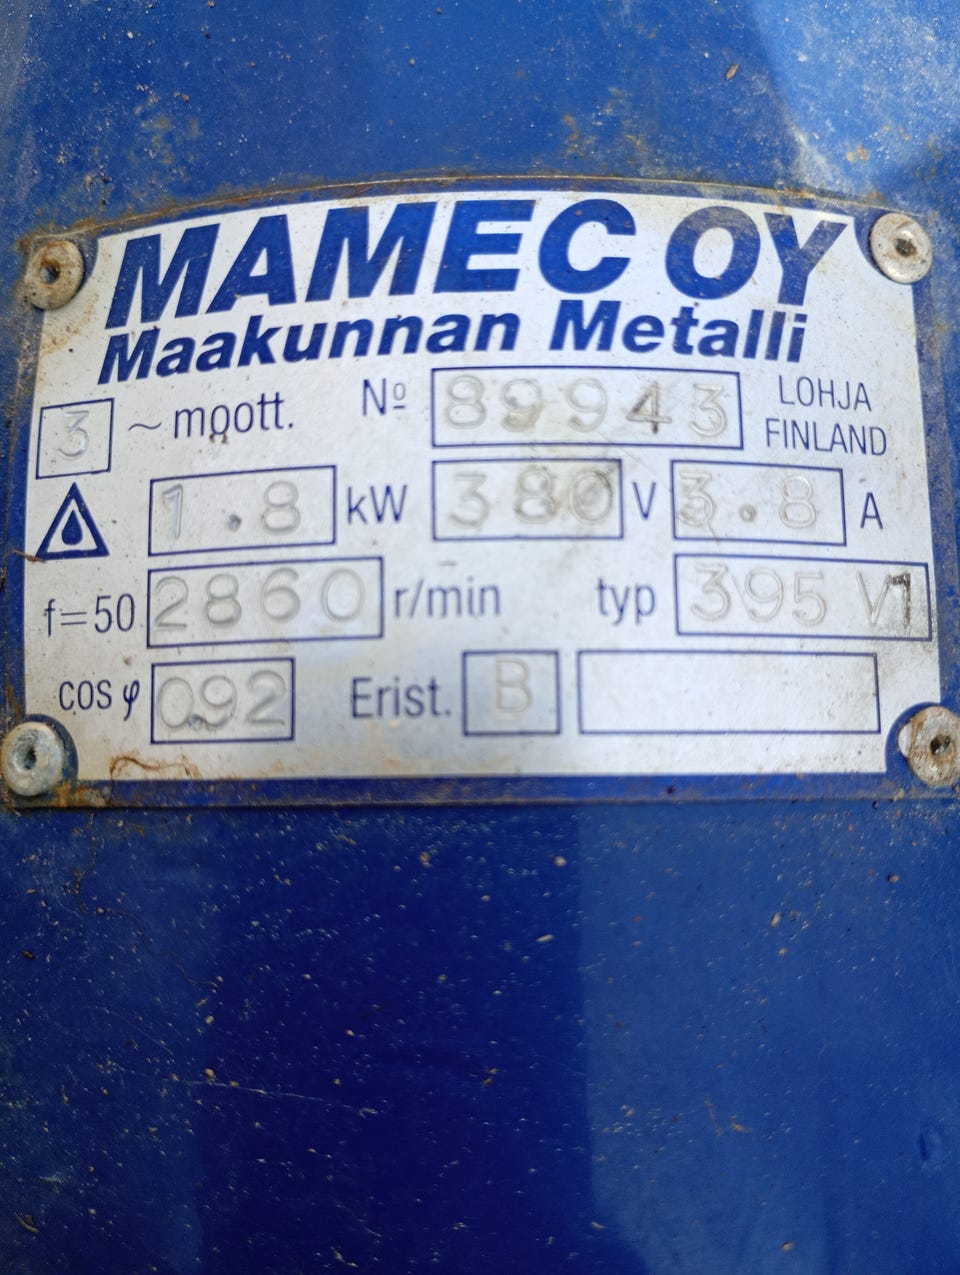 MAMEC OY
Maakunnan Metalli
3 ~ moott. Nº 89943 LOHJA
FINLAND
1.8 kW 380 V 3.8 A
f=50 2860 r/min typ 395 V1
cos φ 0.92 Erist. B